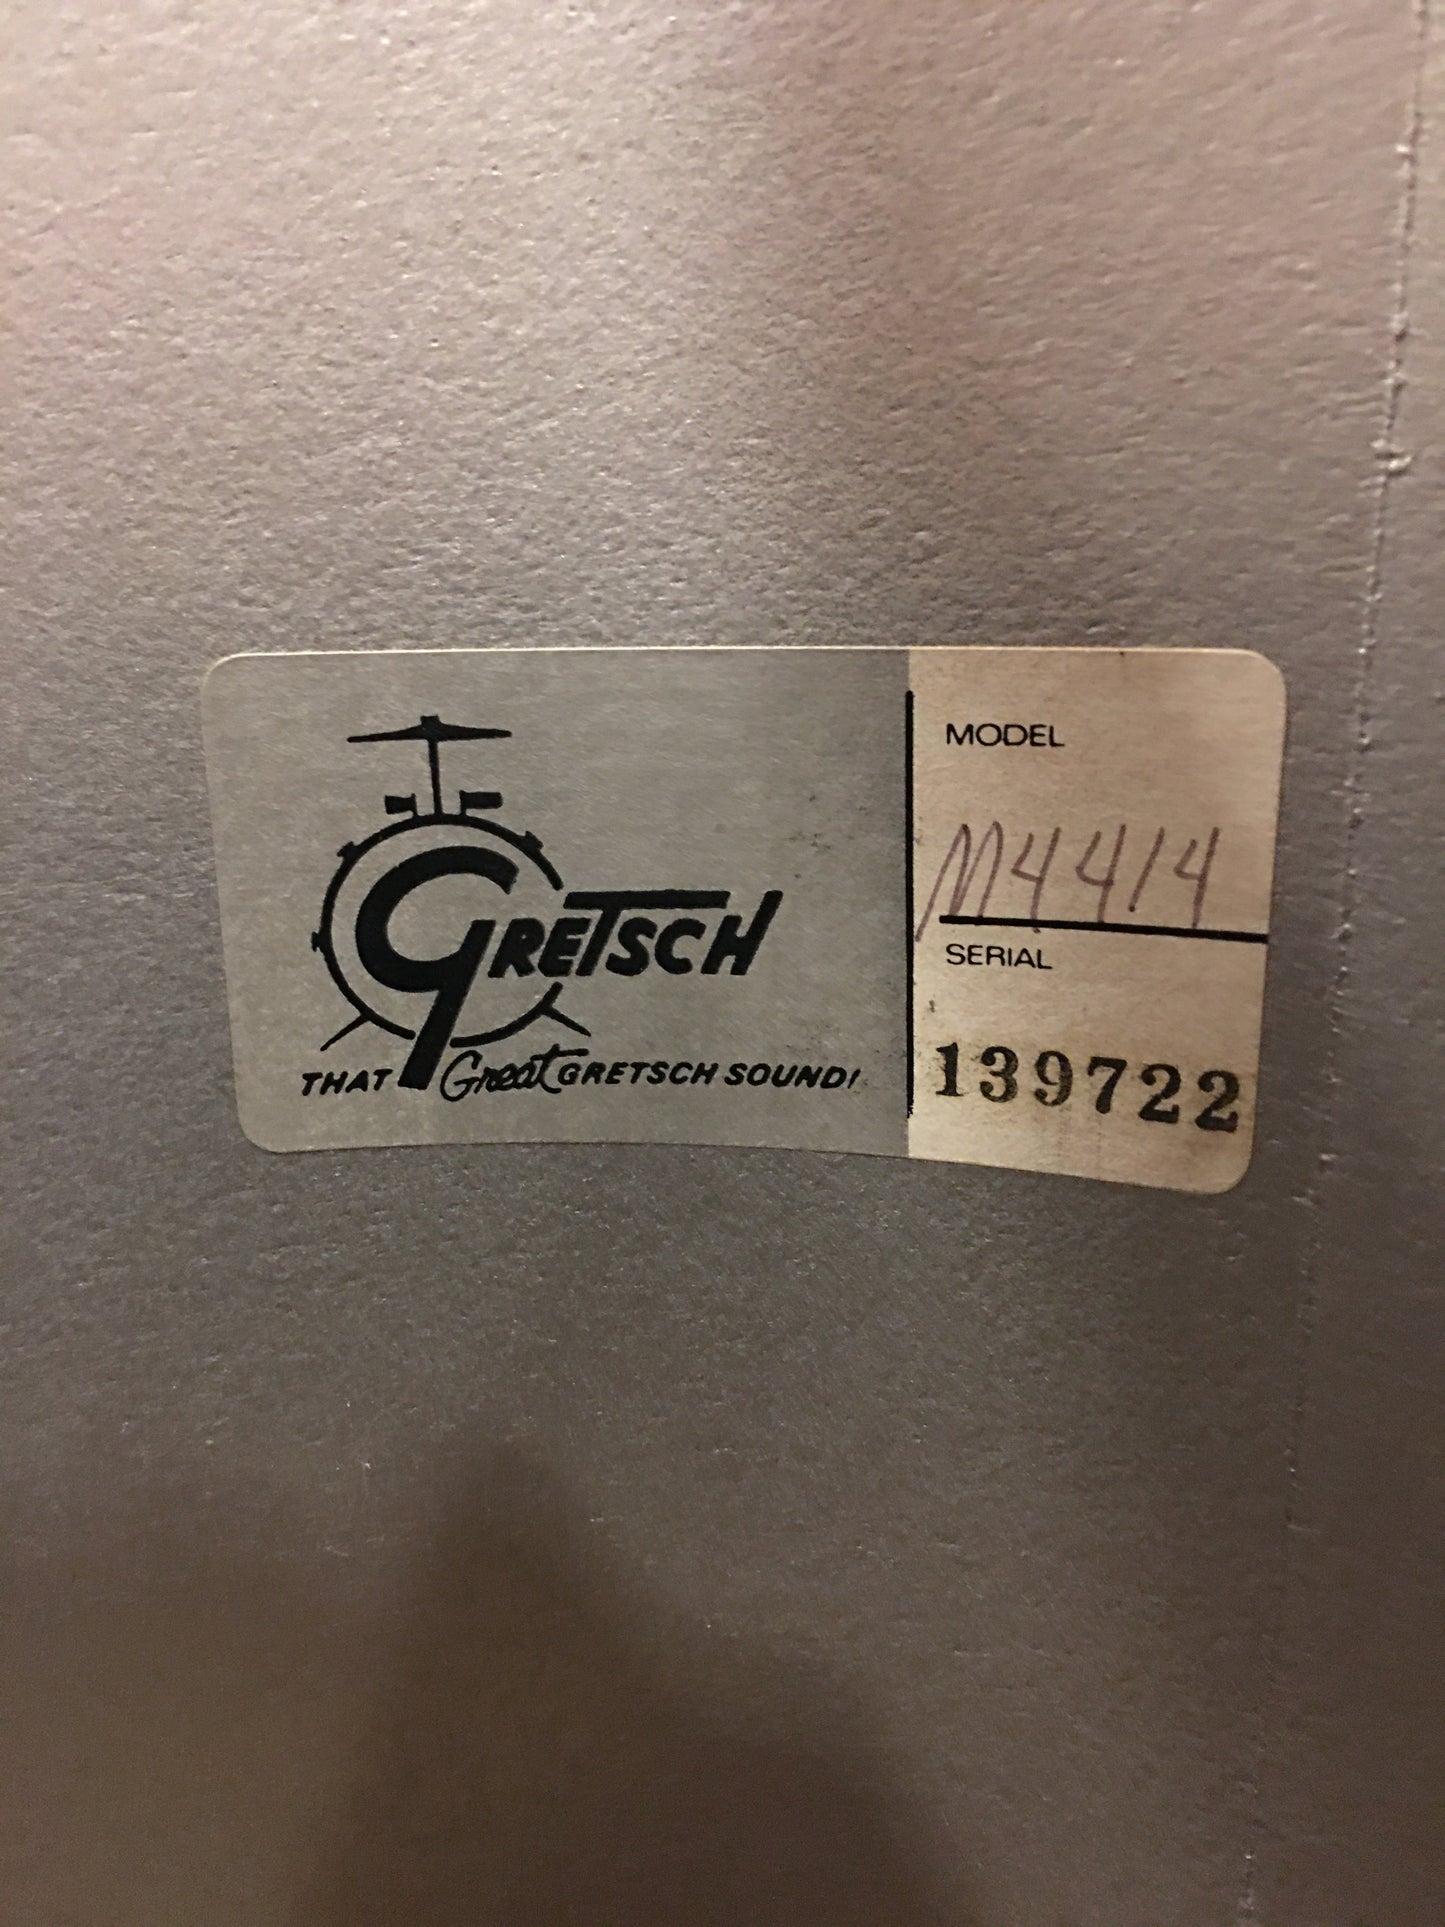 GRETSCH
THAT Great GRETSCH SOUND!
MODEL
M4414
SERIAL
139722